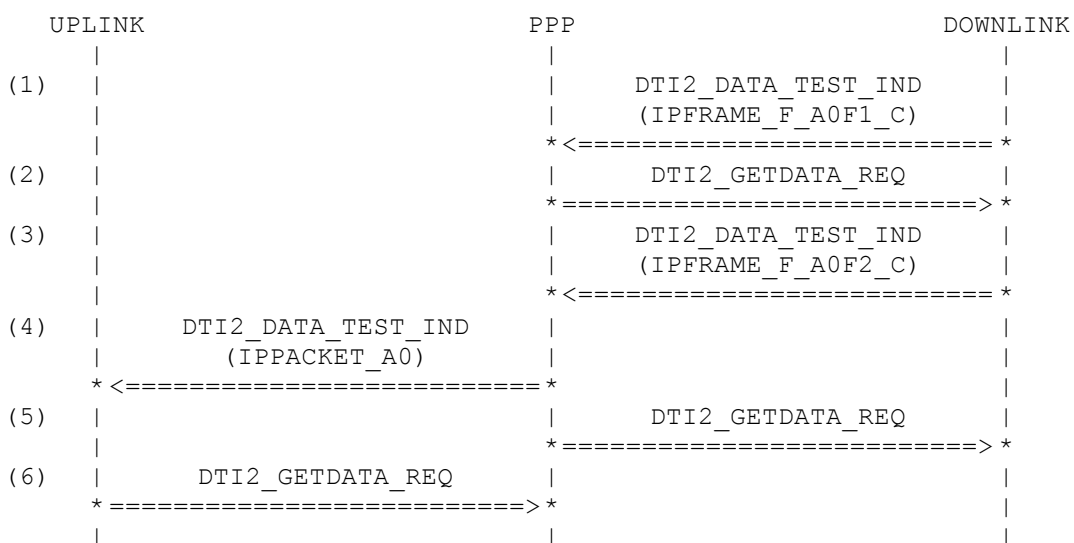 UPLINK PPP DOWNLINK
| | |
(1) | | DTI2_DATA_TEST_IND |
| | (IPFRAME_F_A0F1_C) |
| *<==========================*
(2) | | DTI2_GETDATA_REQ |
| *==========================>*
(3) | | DTI2_DATA_TEST_IND |
| | (IPFRAME_F_A0F2_C) |
| *<==========================*
(4) | DTI2_DATA_TEST_IND | |
| (IPPACKET_A0) | |
*<==========================* |
(5) | | DTI2_GETDATA_REQ |
| *==========================>*
(6) | DTI2_GETDATA_REQ | |
*==========================>* |
| | |